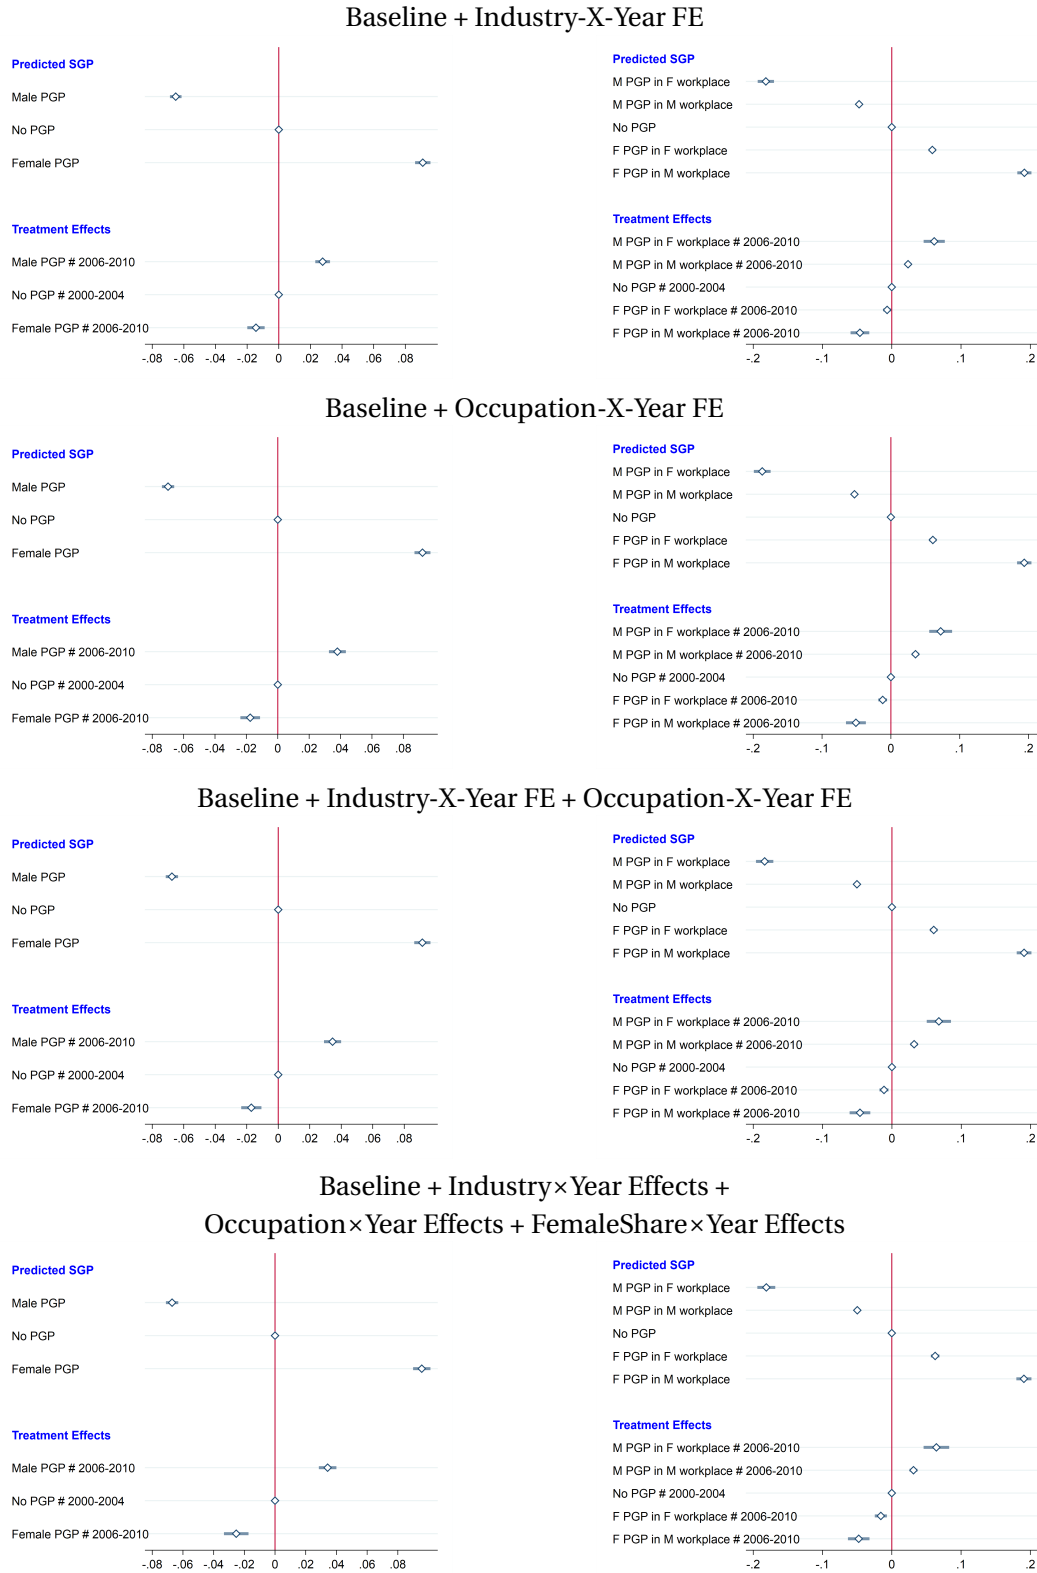 Baseline + Industry-X-Year FE
Predicted SGP
Male PGP
No PGP
Female PGP
Treatment Effects
Male PGP # 2006-2010
No PGP # 2000-2004
Female PGP # 2006-2010
-.08 -.06 -.04 -.02 0 .02 .04 .06 .08
Predicted SGP
M PGP in F workplace
M PGP in M workplace
No PGP
F PGP in F workplace
F PGP in M workplace
Treatment Effects
M PGP in F workplace # 2006-2010
M PGP in M workplace # 2006-2010
No PGP # 2000-2004
F PGP in F workplace # 2006-2010
F PGP in M workplace # 2006-2010
-.2 -.1 0 .1 .2
Baseline + Occupation-X-Year FE
Predicted SGP
Male PGP
No PGP
Female PGP
Treatment Effects
Male PGP # 2006-2010
No PGP # 2000-2004
Female PGP # 2006-2010
-.08 -.06 -.04 -.02 0 .02 .04 .06 .08
Predicted SGP
M PGP in F workplace
M PGP in M workplace
No PGP
F PGP in F workplace
F PGP in M workplace
Treatment Effects
M PGP in F workplace # 2006-2010
M PGP in M workplace # 2006-2010
No PGP # 2000-2004
F PGP in F workplace # 2006-2010
F PGP in M workplace # 2006-2010
-.2 -.1 0 .1 .2
Baseline + Industry-X-Year FE + Occupation-X-Year FE
Predicted SGP
Male PGP
No PGP
Female PGP
Treatment Effects
Male PGP # 2006-2010
No PGP # 2000-2004
Female PGP # 2006-2010
-.08 -.06 -.04 -.02 0 .02 .04 .06 .08
Predicted SGP
M PGP in F workplace
M PGP in M workplace
No PGP
F PGP in F workplace
F PGP in M workplace
Treatment Effects
M PGP in F workplace # 2006-2010
M PGP in M workplace # 2006-2010
No PGP # 2000-2004
F PGP in F workplace # 2006-2010
F PGP in M workplace # 2006-2010
-.2 -.1 0 .1 .2
Baseline + Industry×Year Effects +
Occupation×Year Effects + FemaleShare×Year Effects
Predicted SGP
Male PGP
No PGP
Female PGP
Treatment Effects
Male PGP # 2006-2010
No PGP # 2000-2004
Female PGP # 2006-2010
-.08 -.06 -.04 -.02 0 .02 .04 .06 .08
Predicted SGP
M PGP in F workplace
M PGP in M workplace
No PGP
F PGP in F workplace
F PGP in M workplace
Treatment Effects
M PGP in F workplace # 2006-2010
M PGP in M workplace # 2006-2010
No PGP # 2000-2004
F PGP in F workplace # 2006-2010
F PGP in M workplace # 2006-2010
-.2 -.1 0 .1 .2